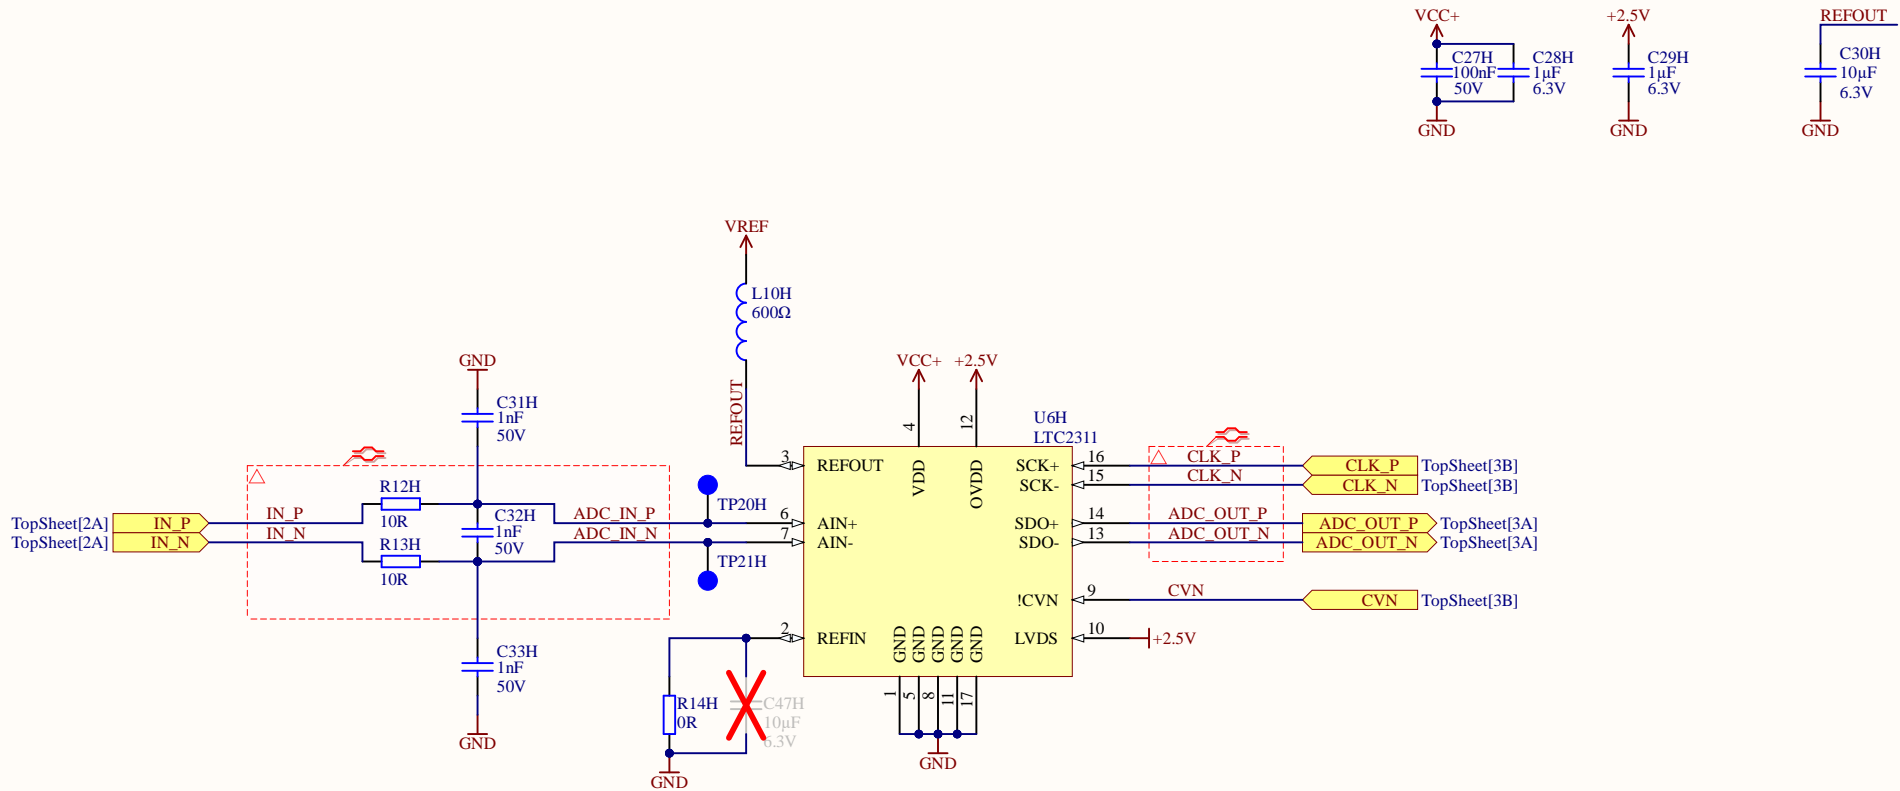 VCC+
+2.5V
REFOUT
C27H
100nF
50V
C28H
1µF
6.3V
C29H
1µF
6.3V
C30H
10µF
6.3V
GND
GND
GND
VREF
L10H
600Ω
REFOUT
GND
C31H
1nF
50V
VCC+
+2.5V
4
12
U6H
LTC2311
3
REFOUT
VDD
OVDD
SCK+
16
CLK_P
CLK_P
TopSheet[3B]
SCK-
15
CLK_N
CLK_N
TopSheet[3B]
R12H
10R
C32H
1nF
50V
TP20H
TopSheet[2A]
IN_P
IN_P
ADC_IN_P
6
AIN+
SDO+
14
ADC_OUT_P
ADC_OUT_P
TopSheet[3A]
TopSheet[2A]
IN_N
IN_N
ADC_IN_N
7
AIN-
SDO-
13
ADC_OUT_N
ADC_OUT_N
TopSheet[3A]
R13H
10R
TP21H
!CVN
9
CVN
CVN
TopSheet[3B]
2
REFIN
LVDS
10
+2.5V
GND
GND
GND
GND
GND
C33H
1nF
50V
GND
R14H
0R
C47H
10µF
6.3V
GND
1
5
8
11
17
GND